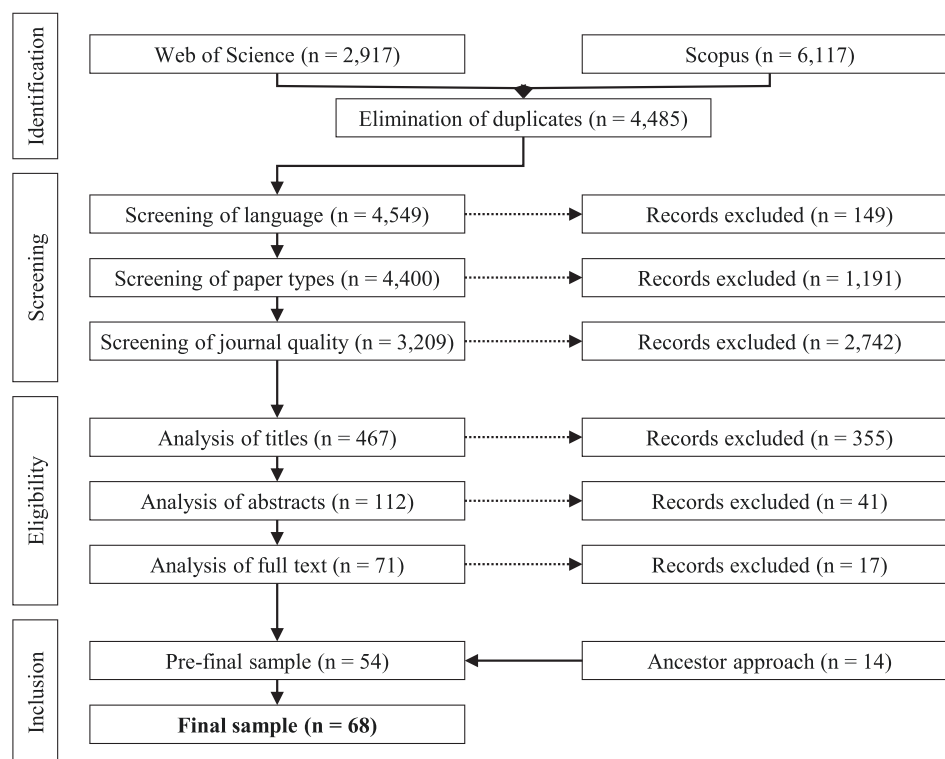 Identification
Web of Science (n = 2,917)
Scopus (n = 6,117)
Elimination of duplicates (n = 4,485)
Screening
Screening of language (n = 4,549)
Records excluded (n = 149)
Screening of paper types (n = 4,400)
Records excluded (n = 1,191)
Screening of journal quality (n = 3,209)
Records excluded (n = 2,742)
Eligibility
Analysis of titles (n = 467)
Records excluded (n = 355)
Analysis of abstracts (n = 112)
Records excluded (n = 41)
Analysis of full text (n = 71)
Records excluded (n = 17)
Inclusion
Pre-final sample (n = 54)
Ancestor approach (n = 14)
Final sample (n = 68)